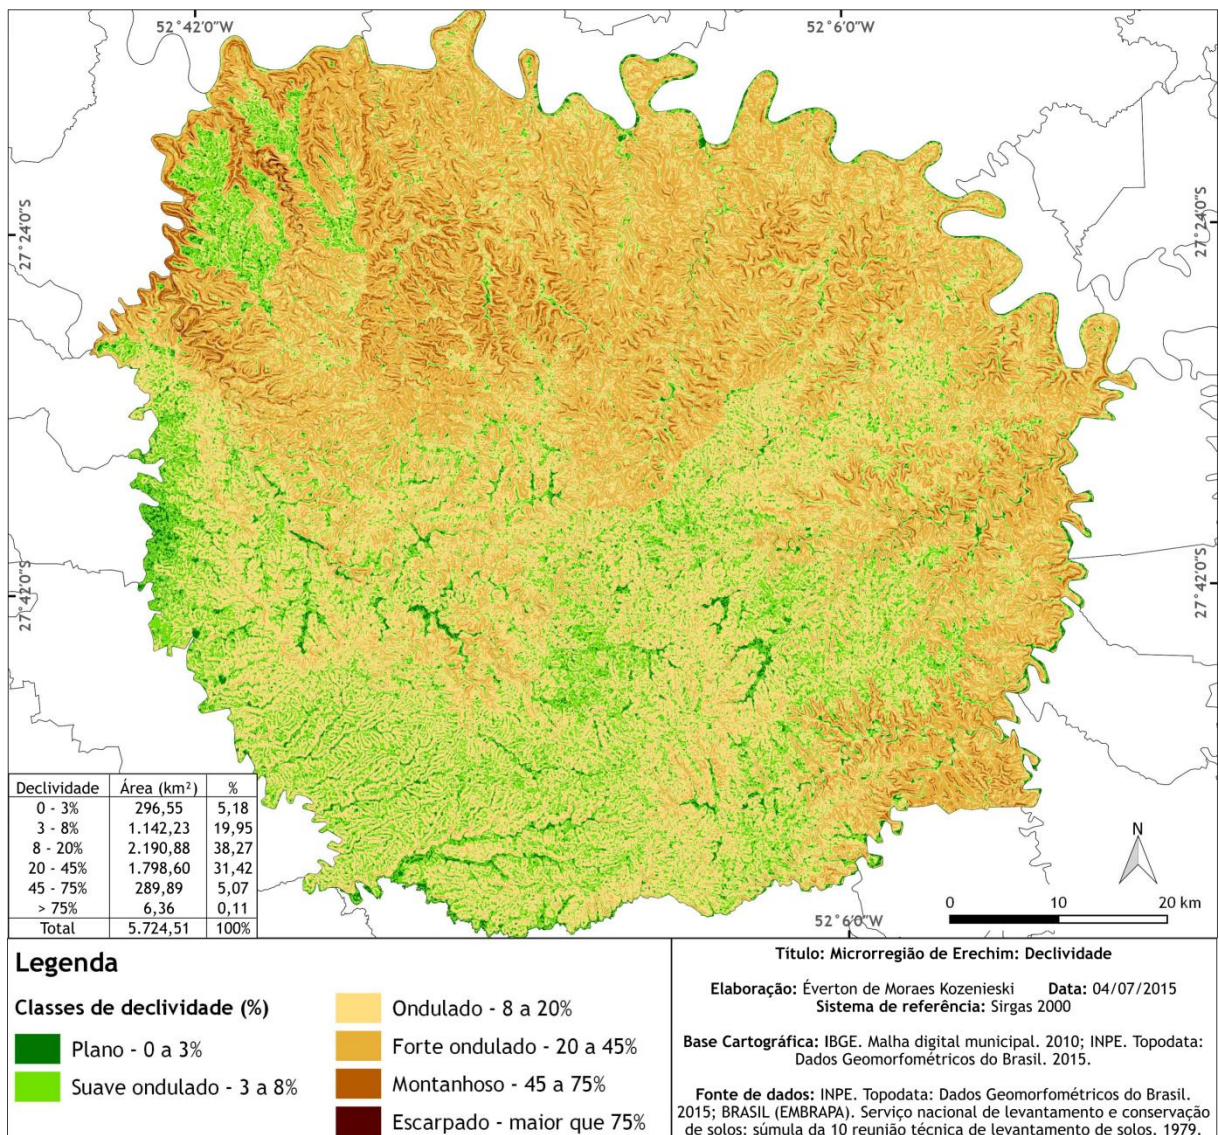 52°42'0"W
52°6'0"W
27°24'0"S
27°24'0"S
27°42'0"S
27°42'0"S
Declividade Área (km²) %
0 - 3% 296,55 5,18
3 - 8% 1.142,23 19,95
8 - 20% 2.190,88 38,27
20 - 45% 1.798,60 31,42
45 - 75% 289,89 5,07
> 75% 6,36 0,11
Total 5.724,51 100%
N
0 10 20 km
52°6'0"W
Legenda
Classes de declividade (%)
Plano - 0 a 3%
Suave ondulado - 3 a 8%
Ondulado - 8 a 20%
Forte ondulado - 20 a 45%
Montanhoso - 45 a 75%
Escarpado - maior que 75%
Título: Microrregião de Erechim: Declividade
Elaboração: Éverton de Moraes Kozenieski Data: 04/07/2015
Sistema de referência: Sirgas 2000
Base Cartográfica: IBGE. Malha digital municipal. 2010; INPE. Topodata:
Dados Geomorfométricos do Brasil. 2015.
Fonte de dados: INPE. Topodata: Dados Geomorfométricos do Brasil.
2015; BRASIL (EMBRAPA). Serviço nacional de levantamento e conservação
de solos: súmula da 10 reunião técnica de levantamento de solos. 1979.